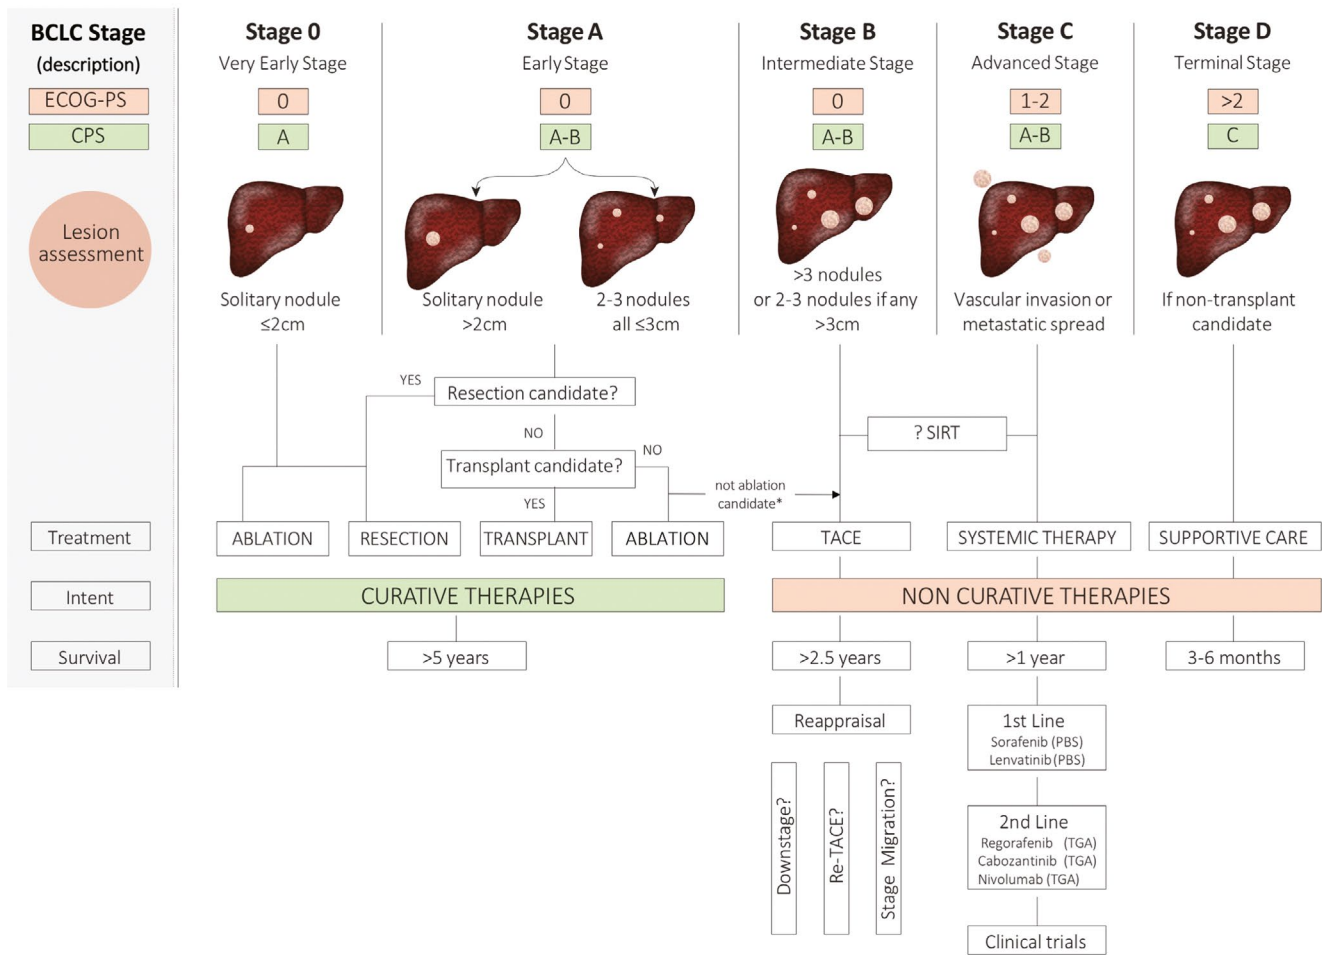 BCLC Stage
(description)
ECOG-PS
CPS
Lesion
assessment
Treatment
Intent
Survival
Stage 0
Very Early Stage
0
A
Solitary nodule
≤2cm
Stage A
Early Stage
0
A-B
Solitary nodule
>2cm
2-3 nodules
all ≤3cm
Stage B
Intermediate Stage
0
A-B
>3 nodules
or 2-3 nodules if any
>3cm
Stage C
Advanced Stage
1-2
A-B
Vascular invasion or
metastatic spread
Stage D
Terminal Stage
>2
C
If non-transplant
candidate
YES
Resection candidate?
NO
Transplant candidate?
NO
YES
not ablation
candidate*
? SIRT
ABLATION
RESECTION
TRANSPLANT
ABLATION
TACE
SYSTEMIC THERAPY
SUPPORTIVE CARE
CURATIVE THERAPIES
NON CURATIVE THERAPIES
>5 years
>2.5 years
>1 year
3-6 months
Reappraisal
Downstage?
Re-TACE?
Stage Migration?
1st Line
Sorafenib (PBS)
Lenvatinib (PBS)
2nd Line
Regorafenib (TGA)
Cabozantinib (TGA)
Nivolumab (TGA)
Clinical trials